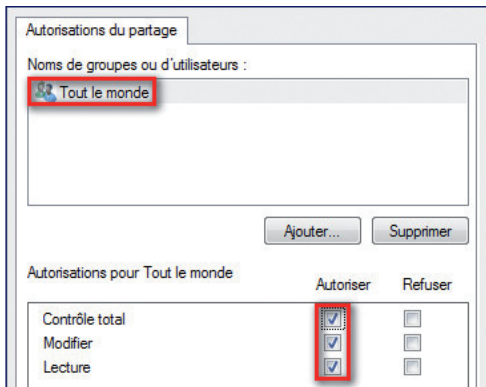 Autorisations du partage
Noms de groupes ou d'utilisateurs :
Tout le monde
Ajouter... Supprimer
Autorisations pour Tout le monde Autoriser Refuser
Contrôle total
Modifier
Lecture